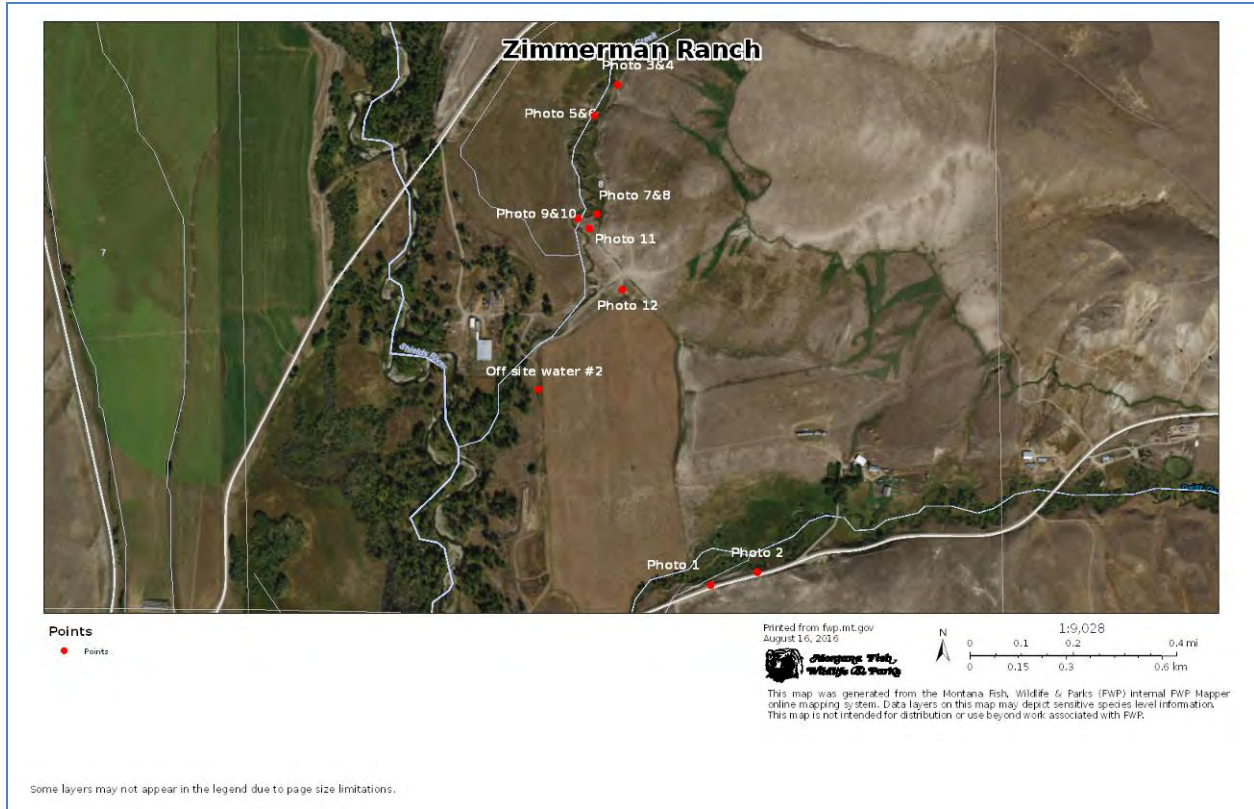 Zimmerman Ranch
Creek
Photo 3&4
Photo 5&6
8
Photo 7&8
Photo 9&10
Photo 11
7
Photo 12
Shields River
Off site water #2
Photo 2
Photo 1
Points
Points
Printed from fwp.mt.gov
August 16, 2016
Montana Fish,
Wildlife & Parks
N
1:9,028
0 0.1 0.2 0.4 mi
0 0.15 0.3 0.6 km
This map was generated from the Montana Fish, Wildlife & Parks (FWP) internal FWP Mapper
online mapping system. Data layers on this map may depict sensitive species level information.
This map is not intended for distribution or use beyond work associated with FWP.
Some layers may not appear in the legend due to page size limitations.